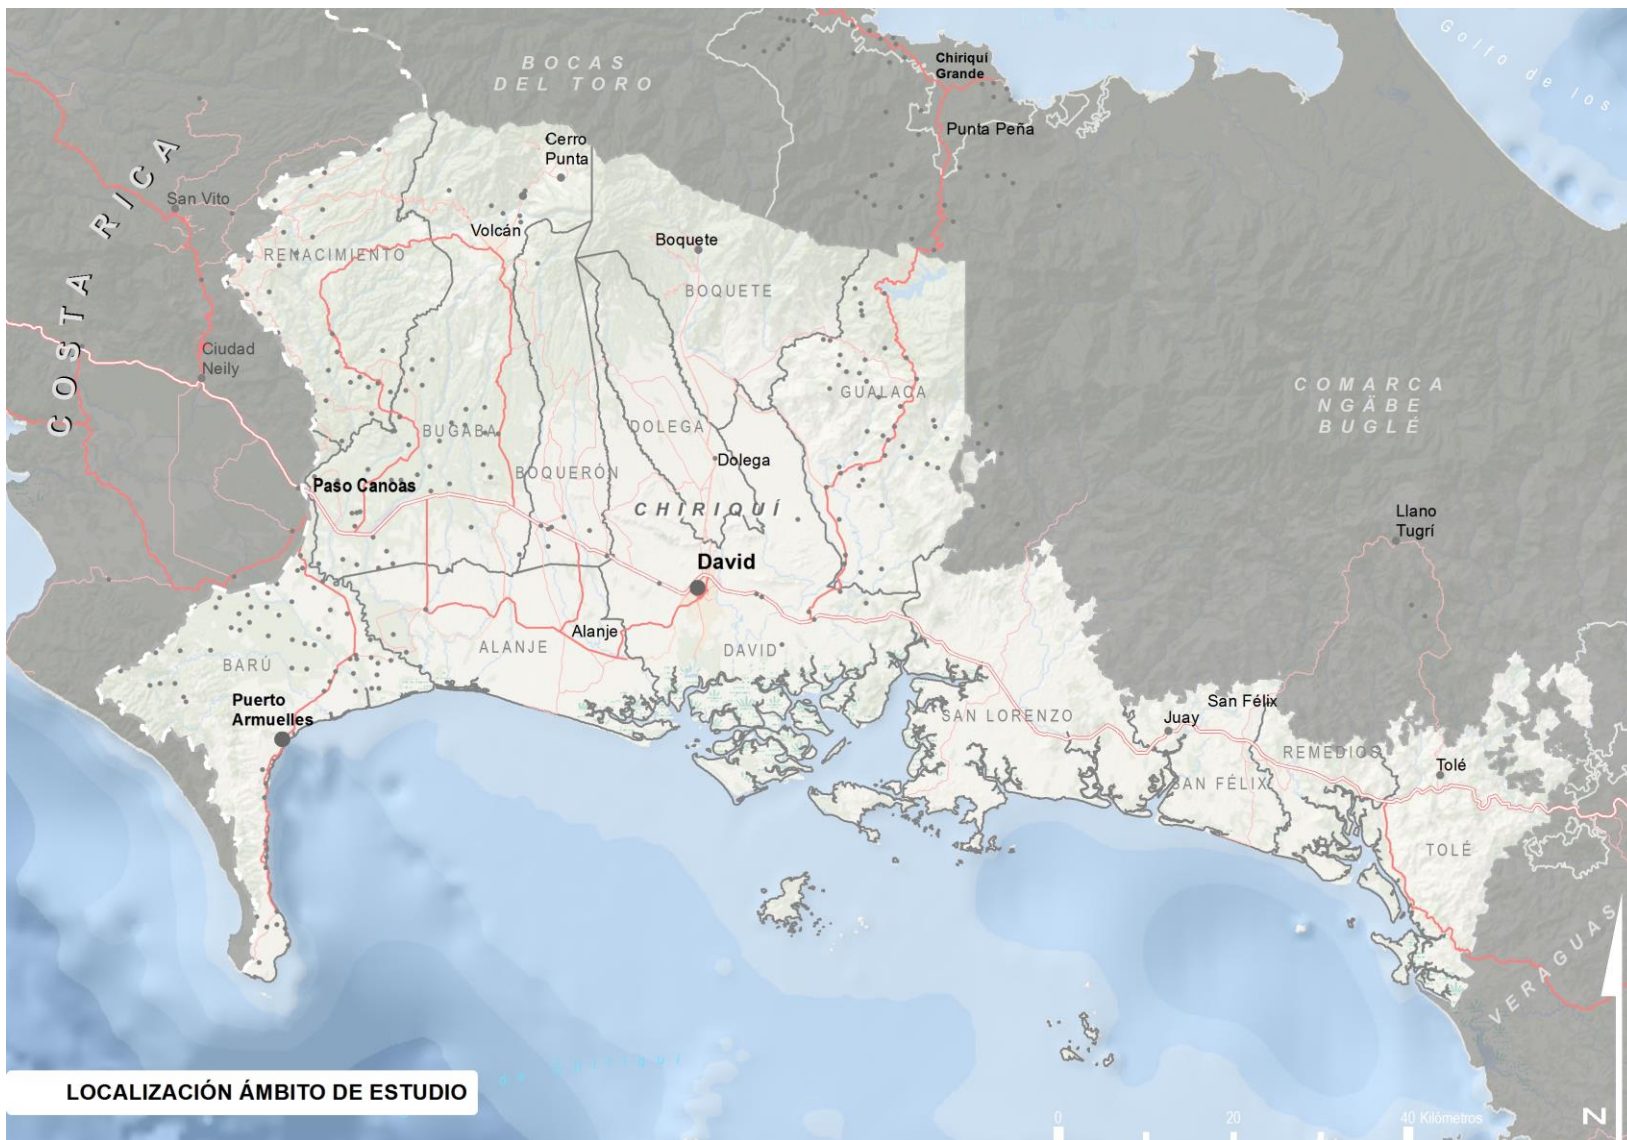 Golfo de los
BOCAS
DEL TORO
Chiriquí
Grande
Punta Peña
Cerro
Punta
COSTA RICA
San Vito
Volcán
Boquete
RENACIMIENTO
BOQUETE
Ciudad
Neily
GUALACA
COMARCA
NGÄBE
BUGLÉ
BUGABA
DOLEGA
BOQUERÓN
Dolega
Paso Canoas
CHIRIQUÍ
Llano
Tugrí
David
Alanje
ALANJE
DAVID
BARÚ
Puerto
Armuelles
SAN LORENZO
San Félix
Juay
REMEDIOS
Tolé
SAN FÉLIX
TOLÉ
VERAGUAS
de Chiriquí
LOCALIZACIÓN ÁMBITO DE ESTUDIO
0 20 40 Kilómetros
N